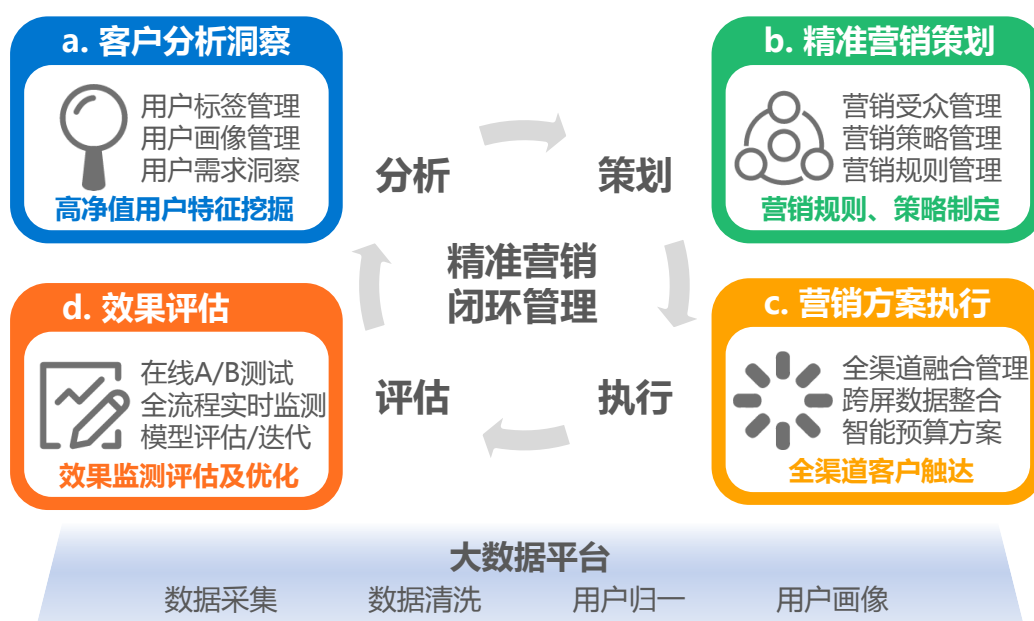 a. 客户分析洞察
用户标签管理
用户画像管理
用户需求洞察
高净值用户特征挖掘
b. 精准营销策划
营销受众管理
营销策略管理
营销规则管理
营销规则、策略制定
分析
策划
精准营销
闭环管理
评估
执行
d. 效果评估
在线A/B测试
全流程实时监测
模型评估/迭代
效果监测评估及优化
c. 营销方案执行
全渠道融合管理
跨屏数据整合
智能预算方案
全渠道客户触达
大数据平台
数据采集 数据清洗 用户归一 用户画像